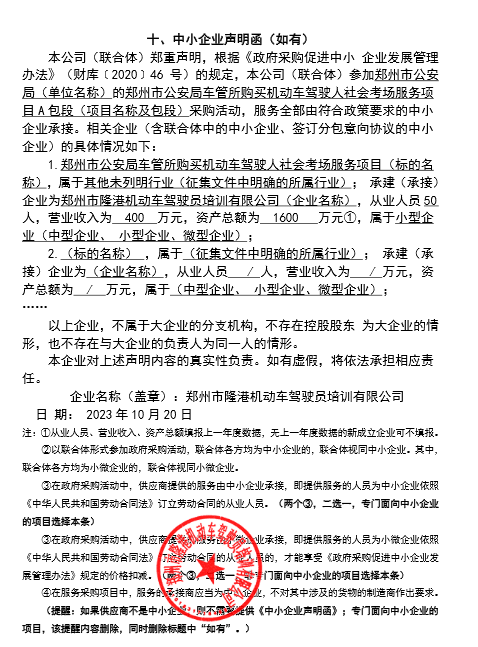 十、中小企业声明函（如有）
本公司（联合体）郑重声明，根据《政府采购促进中小 企业发展管理
办法》（财库〔2020〕46 号）的规定，本公司（联合体）参加郑州市公安
局（单位名称）的郑州市公安局车管所购买机动车驾驶人社会考场服务项
目A包段（项目名称及包段）采购活动，服务全部由符合政策要求的中小
企业承接。相关企业（含联合体中的中小企业、签订分包意向协议的中小
企业）的具体情况如下：
1.郑州市公安局车管所购买机动车驾驶人社会考场服务项目（标的名
称），属于其他未列明行业（征集文件中明确的所属行业）； 承建（承接）
企业为郑州市隆港机动车驾驶员培训有限公司（企业名称），从业人员50
人，营业收入为 400 万元，资产总额为 1600 万元①，属于小型企
业（中型企业、 小型企业、微型企业）；
2. （标的名称） ，属于（征集文件中明确的所属行业）； 承建（承
接）企业为（企业名称），从业人员 / 人，营业收入为 / 万元，资
产总额为 / 万元，属于（中型企业、 小型企业、微型企业）；
……
以上企业，不属于大企业的分支机构，不存在控股股东 为大企业的情
形，也不存在与大企业的负责人为同一人的情形。
本企业对上述声明内容的真实性负责。如有虚假，将依法承担相应责
任。
企业名称（盖章）：郑州市隆港机动车驾驶员培训有限公司
日 期： 2023年10月20日
注：①从业人员、营业收入、资产总额填报上一年度数据，无上一年度数据的新成立企业可不填报。
②以联合体形式参加政府采购活动，联合体各方均为中小企业的，联合体视同中小企业。其中，
联合体各方均为小微企业的，联合体视同小微企业。
③在政府采购活动中，供应商提供的服务由中小企业承接，即提供服务的人员为中小企业依照
《中华人民共和国劳动合同法》订立劳动合同的从业人员。（两个③，二选一，专门面向中小企业
的项目选择本条）
③在政府采购活动中，供应商提供的服务由小微企业承接，即提供服务的人员为小微企业依照
《中华人民共和国劳动合同法》订立劳动合同的从业人员的，才能享受《政府采购促进中小企业发
展管理办法》规定的价格扣减。（两个③，二选一，非专门面向中小企业的项目选择本条）
④在服务采购项目中，服务的承接商应当为中小企业，不对其中涉及的货物的制造商作出要求。
（提醒：如果供应商不是中小企业，则不需要提供《中小企业声明函》；专门面向中小企业的
项目，该提醒内容删除，同时删除标题中“如有”。）